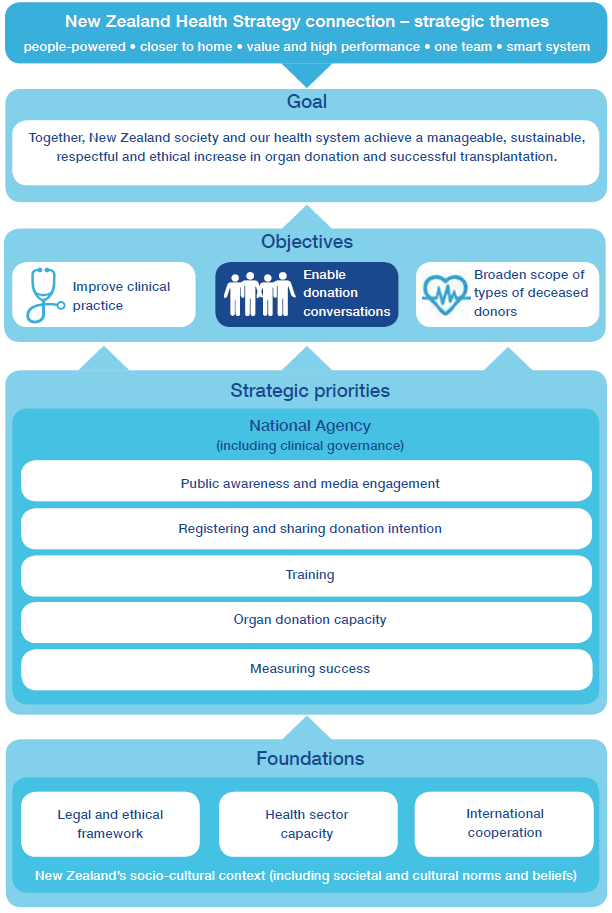 New Zealand Health Strategy connection – strategic themes
people-powered • closer to home • value and high performance • one team • smart system
Goal
Together, New Zealand society and our health system achieve a manageable, sustainable,
respectful and ethical increase in organ donation and successful transplantation.
Objectives
Improve clinical
practice
Enable
donation
conversations
Broaden scope of
types of deceased
donors
Strategic priorities
National Agency
(including clinical governance)
Public awareness and media engagement
Registering and sharing donation intention
Training
Organ donation capacity
Measuring success
Foundations
Legal and ethical
framework
Health sector
capacity
International
cooperation
New Zealand’s socio-cultural context (including societal and cultural norms and beliefs)